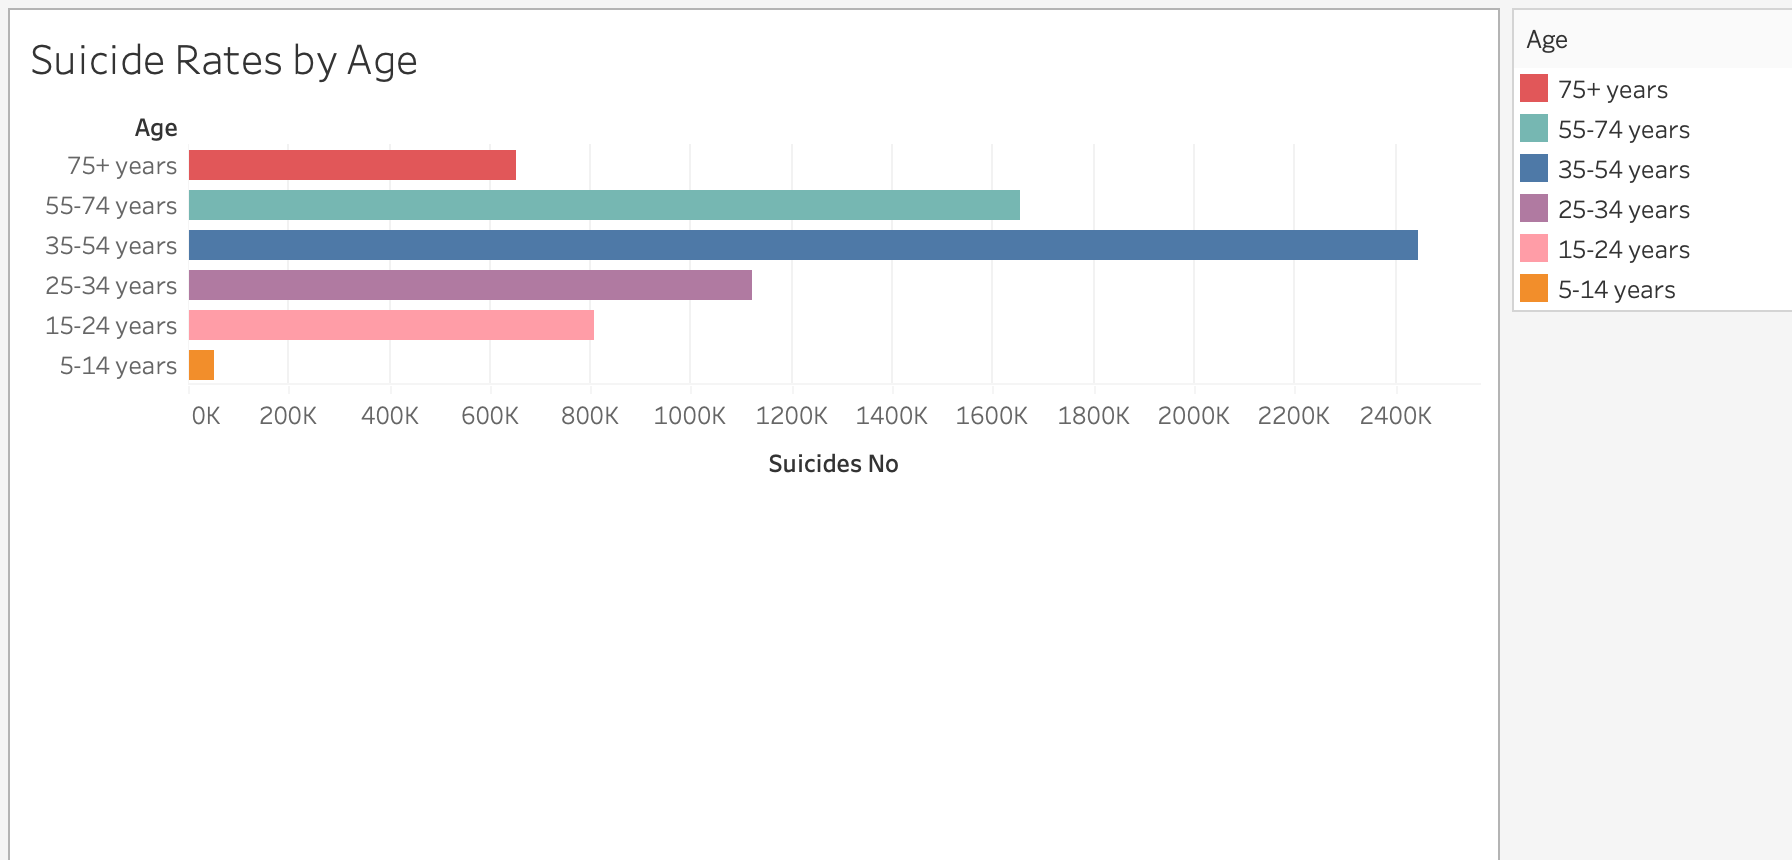 Suicide Rates by Age
Age
75+ years
55-74 years
35-54 years
25-34 years
15-24 years
5-14 years
0K 200K 400K 600K 800K 1000K 1200K 1400K 1600K 1800K 2000K 2200K 2400K
Suicides No
Age
75+ years
55-74 years
35-54 years
25-34 years
15-24 years
5-14 years